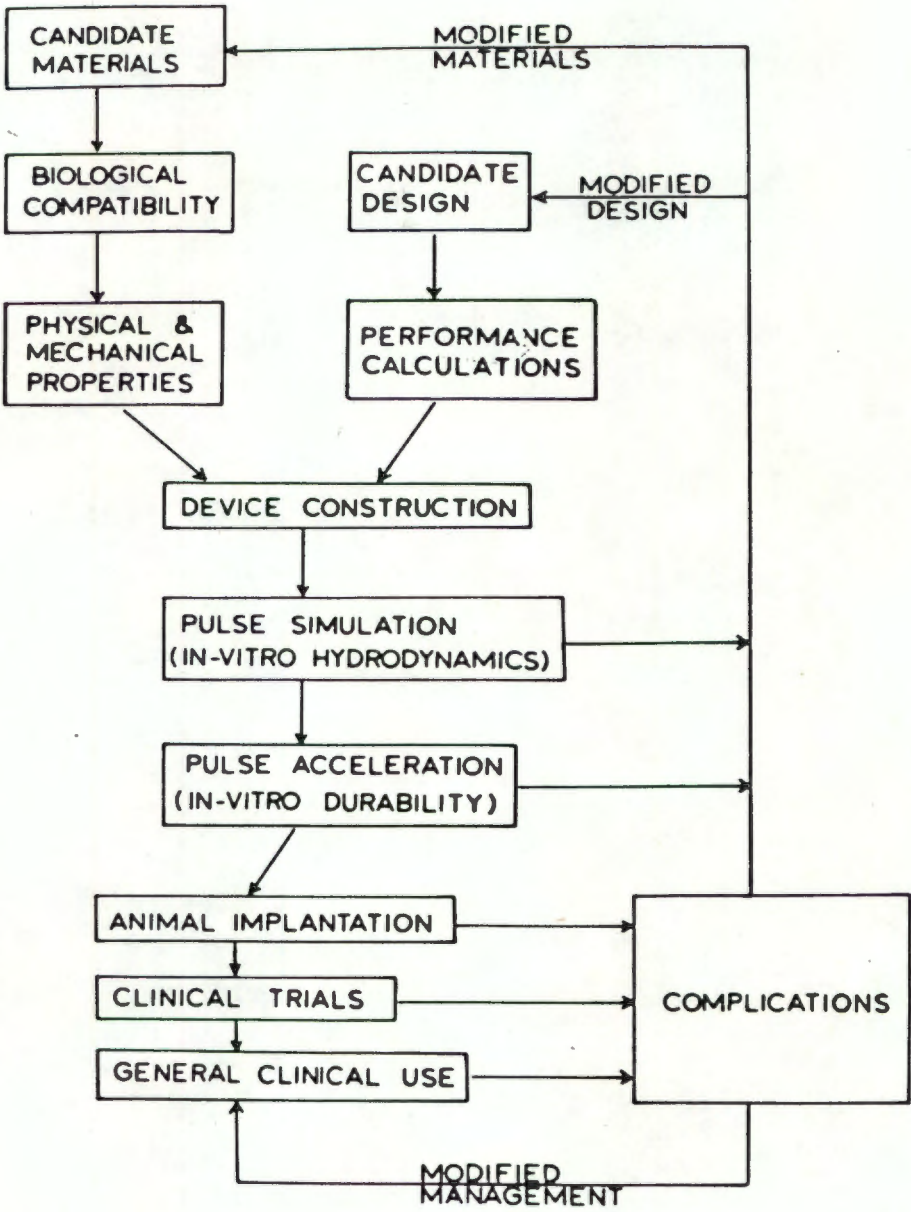 CANDIDATE
MATERIALS
MODIFIED
MATERIALS
BIOLOGICAL
COMPATIBILITY
CANDIDATE
DESIGN
MODIFIED
DESIGN
PHYSICAL &
MECHANICAL
PROPERTIES
PERFORMANCE
CALCULATIONS
DEVICE CONSTRUCTION
PULSE SIMULATION
(IN-VITRO HYDRODYNAMICS)
PULSE ACCELERATION
(IN-VITRO DURABILITY)
ANIMAL IMPLANTATION
CLINICAL TRIALS
COMPLICATIONS
GENERAL CLINICAL USE
MODIFIED
MANAGEMENT